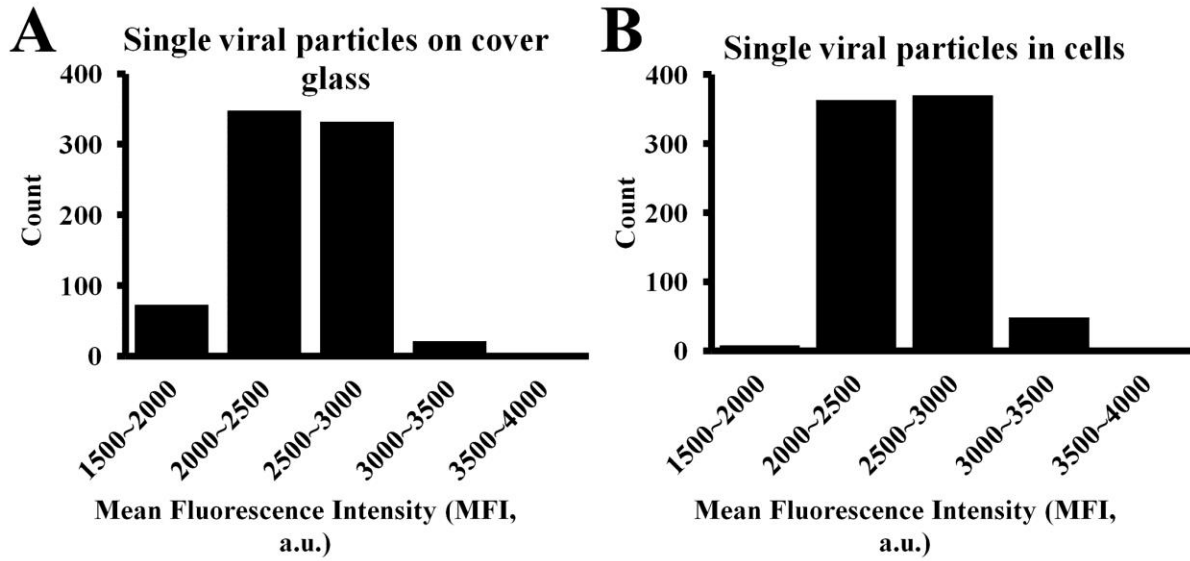 A
Single viral particles on cover
glass
400
300
200
100
0
Count
1500~2000
2000~2500
2500~3000
3000~3500
3500~4000
Mean Fluorescence Intensity (MFI,
a.u.)
B
Single viral particles in cells
400
300
200
100
0
Count
1500~2000
2000~2500
2500~3000
3000~3500
3500~4000
Mean Fluorescence Intensity (MFI,
a.u.)